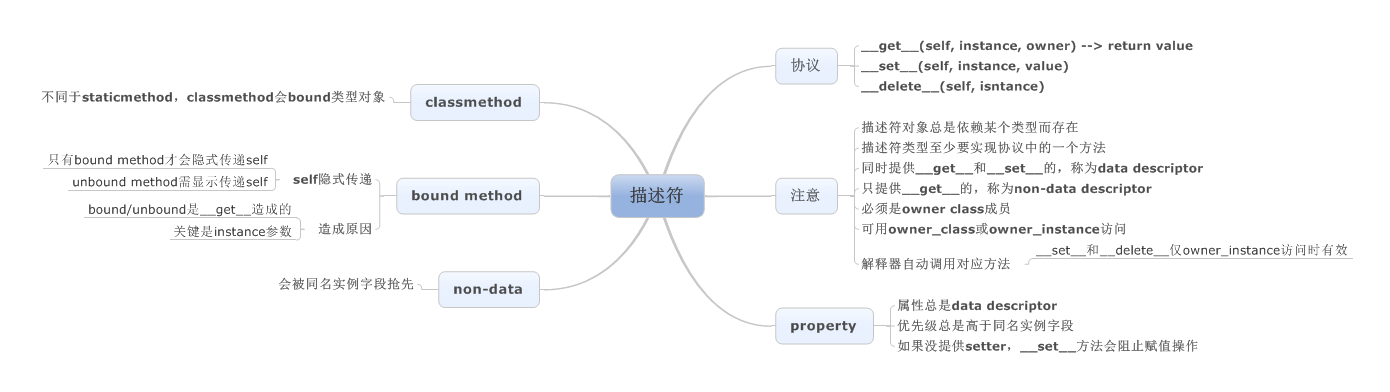 描述符
协议
__get__(self, instance, owner) --> return value
__set__(self, instance, value)
__delete__(self, isntance)
注意
描述符对象总是依赖某个类型而存在
描述符类型至少要实现协议中的一个方法
同时提供__get__和__set__的，称为data descriptor
只提供__get__的，称为non-data descriptor
必须是owner class成员
可用owner_class或owner_instance访问
解释器自动调用对应方法
__set__和__delete__仅owner_instance访问时有效
property
属性总是data descriptor
优先级总是高于同名实例字段
如果没提供setter，__set__方法会阻止赋值操作
classmethod
不同于staticmethod，classmethod会bound类型对象
bound method
self隐式传递
只有bound method才会隐式传递self
unbound method需显示传递self
造成原因
bound/unbound是__get__造成的
关键是instance参数
non-data
会被同名实例字段抢先